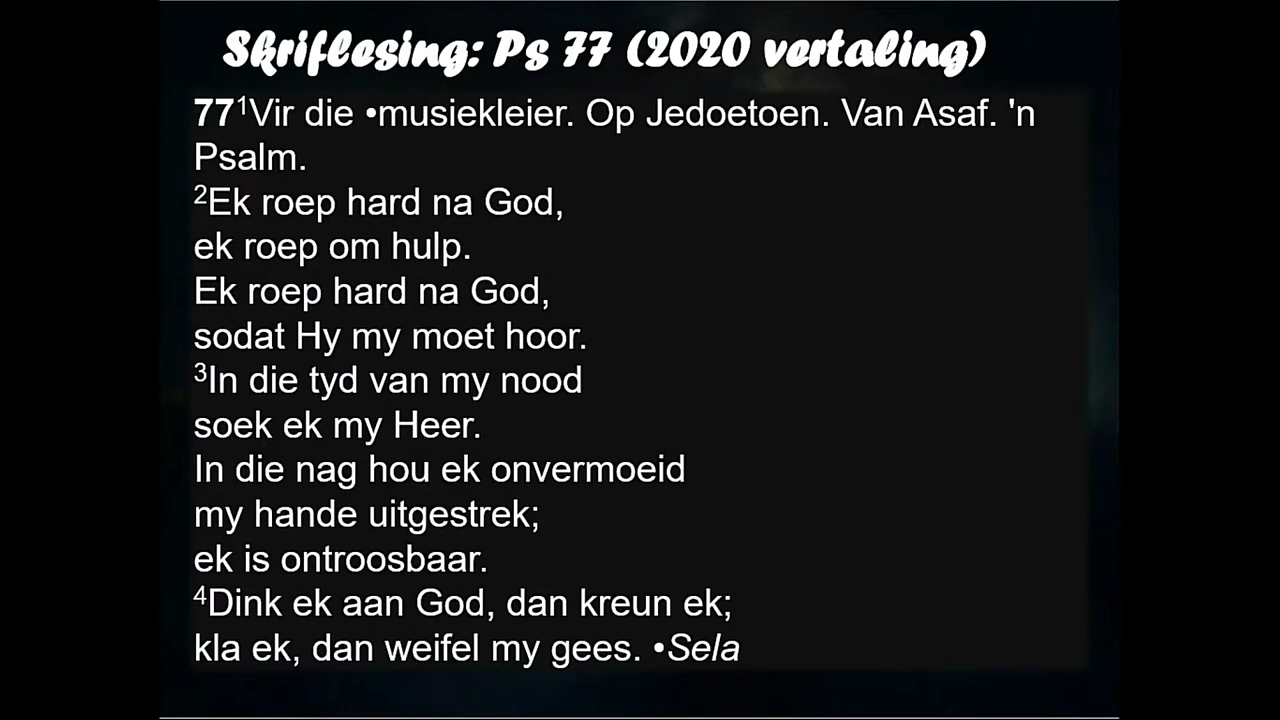 Skriflesing: Ps 77 (2020 vertaling)
77¹Vir die •musiekleier. Op Jedoetoen. Van Asaf. 'n
Psalm.
²Ek roep hard na God,
ek roep om hulp.
Ek roep hard na God,
sodat Hy my moet hoor.
³In die tyd van my nood
soek ek my Heer.
In die nag hou ek onvermoeid
my hande uitgestrek;
ek is ontroosbaar.
⁴Dink ek aan God, dan kreun ek;
kla ek, dan weifel my gees. •Sela